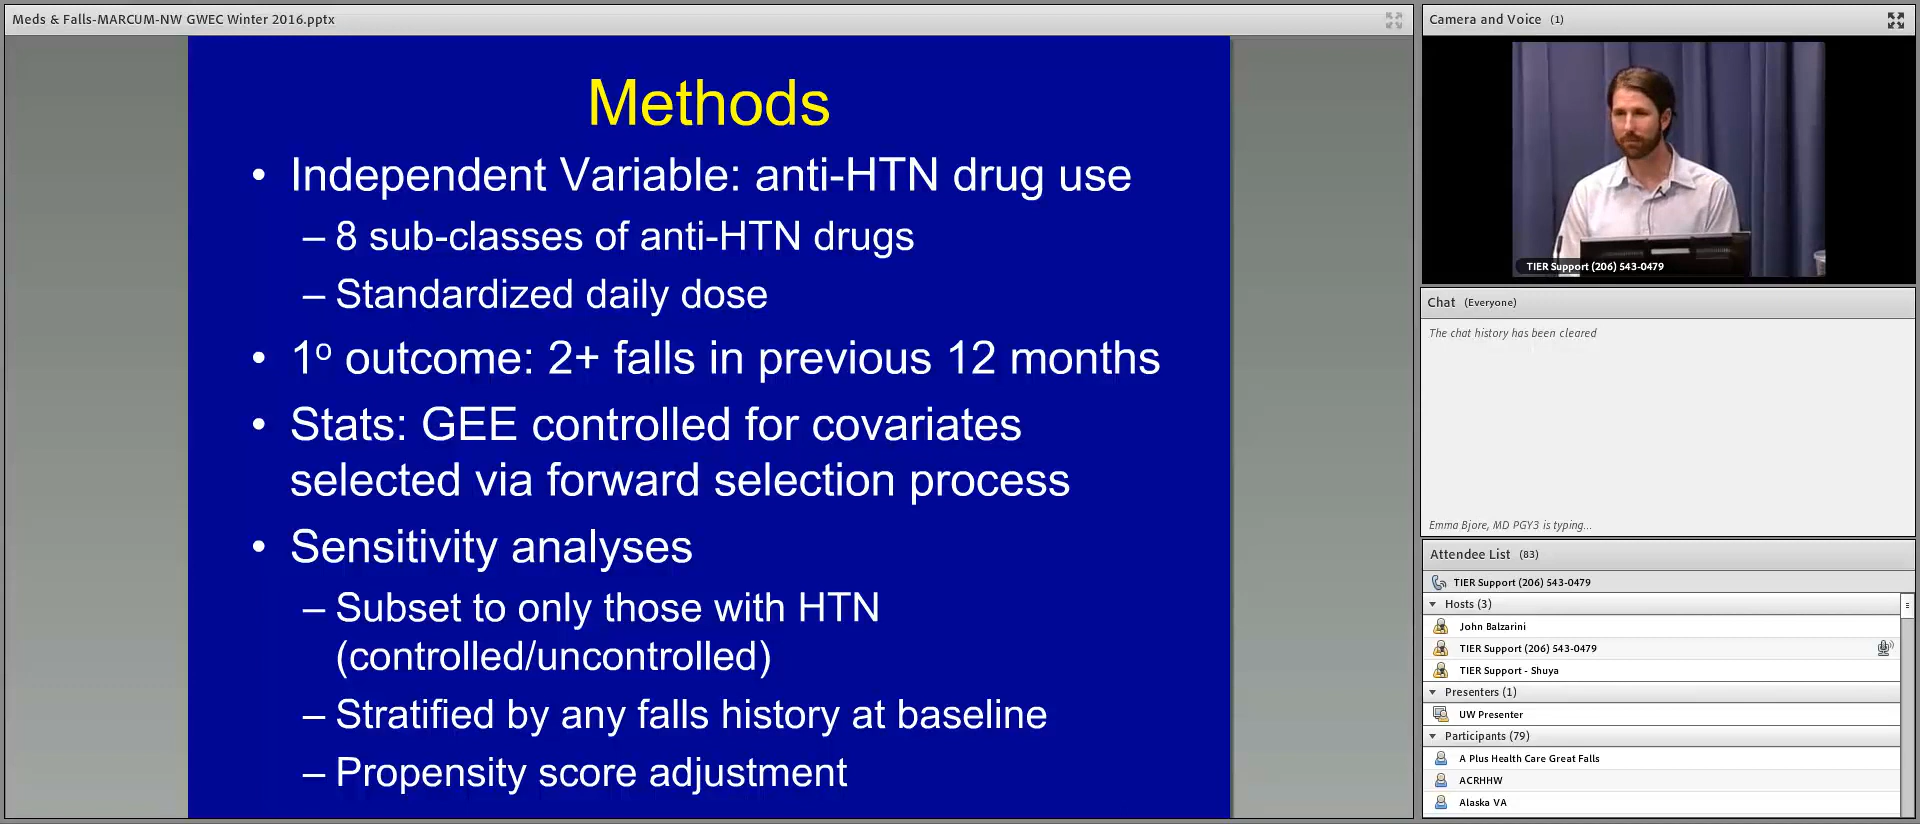 Meds & Falls-MARCUM-NW GWEC Winter 2016.pptx
Methods
• Independent Variable: anti-HTN drug use
– 8 sub-classes of anti-HTN drugs
– Standardized daily dose
• 1º outcome: 2+ falls in previous 12 months
• Stats: GEE controlled for covariates
selected via forward selection process
• Sensitivity analyses
– Subset to only those with HTN
(controlled/uncontrolled)
– Stratified by any falls history at baseline
– Propensity score adjustment
Camera and Voice (1)
TIER Support (206) 543-0479
Chat (Everyone)
The chat history has been cleared
Emma Bjore, MD PGY3 is typing...
Attendee List (83)
TIER Support (206) 543-0479
Hosts (3)
John Balzarini
TIER Support (206) 543-0479
TIER Support - Shuya
Presenters (1)
UW Presenter
Participants (79)
A Plus Health Care Great Falls
ACRHHW
Alaska VA